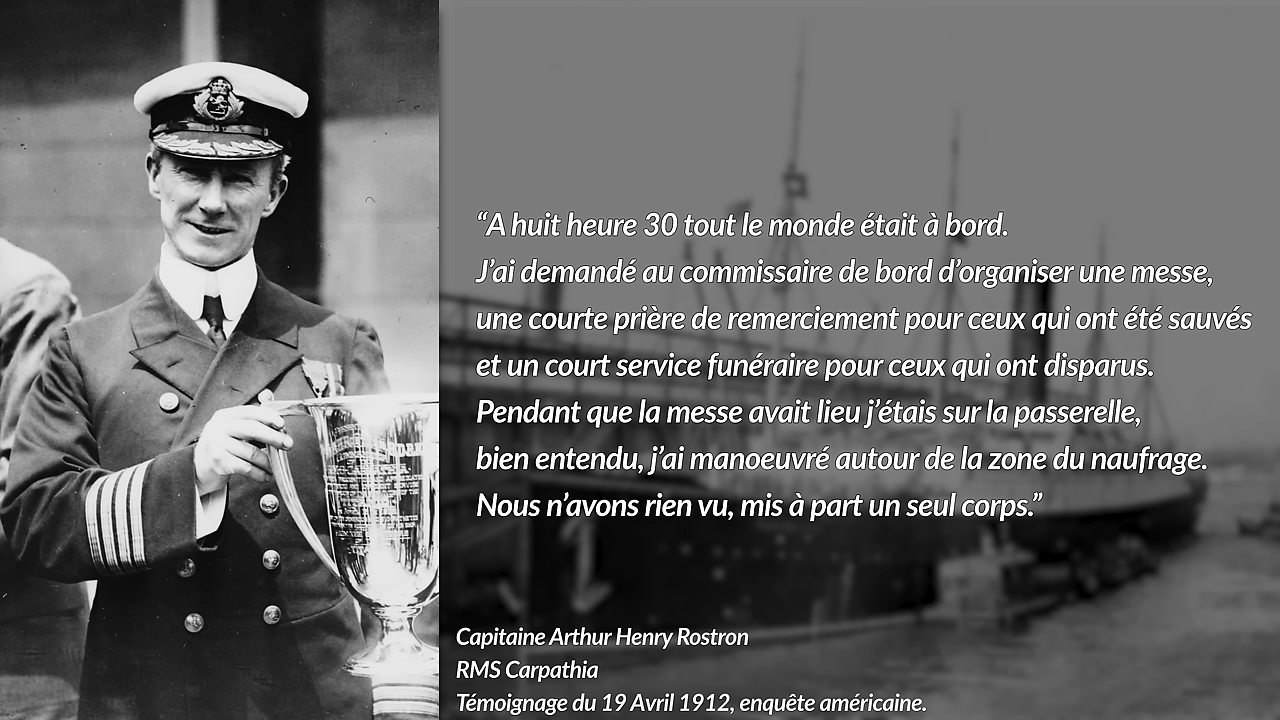 “A huit heure 30 tout le monde était à bord.
J’ai demandé au commissaire de bord d’organiser une messe,
une courte prière de remerciement pour ceux qui ont été sauvés
et un court service funéraire pour ceux qui ont disparus.
Pendant que la messe avait lieu j’étais sur la passerelle,
bien entendu, j’ai manoeuvré autour de la zone du naufrage.
Nous n’avons rien vu, mis à part un seul corps.”
Capitaine Arthur Henry Rostron
RMS Carpathia
Témoignage du 19 Avril 1912, enquête américaine.